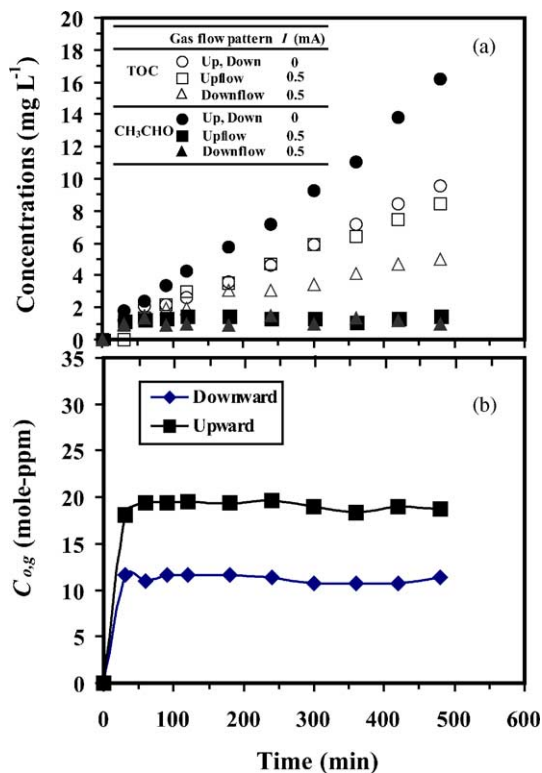 20
18
16
14
12
10
8
6
4
2
0
Concentrations (mg L⁻¹)
(a)
Gas flow pattern I (mA)
TOC
Up, Down 0
Upflow 0.5
Downflow 0.5
CH₃CHO
Up, Down 0
Upflow 0.5
Downflow 0.5
35
30
25
20
15
10
5
0
C_{o,g} (mole-ppm)
(b)
Downward
Upward
0 100 200 300 400 500 600
Time (min)